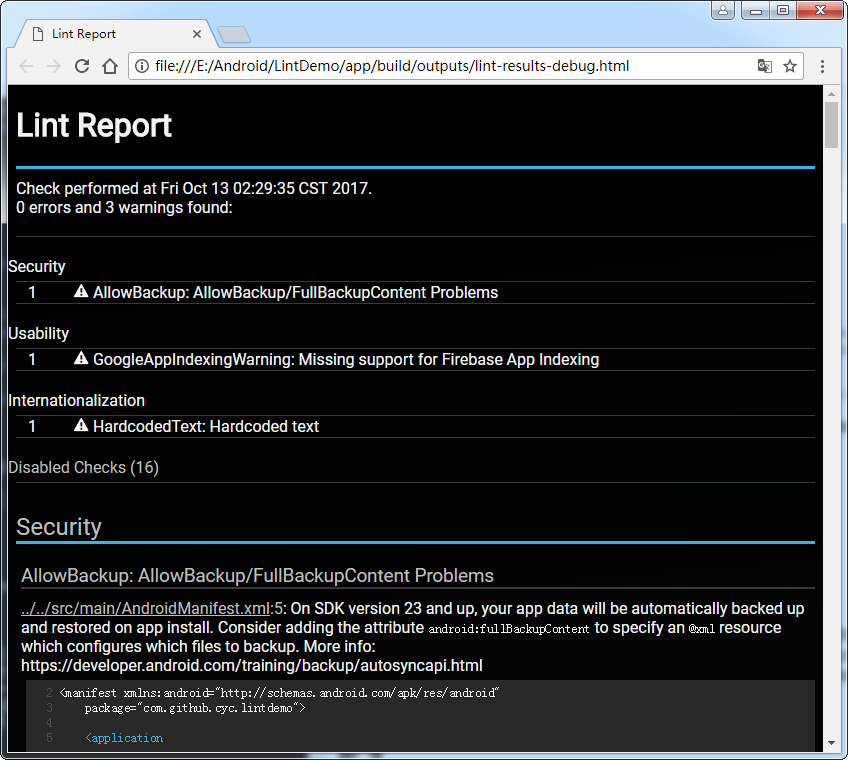 Lint Report
file:///E:/Android/LintDemo/app/build/outputs/lint-results-debug.html
Lint Report
Check performed at Fri Oct 13 02:29:35 CST 2017.
0 errors and 3 warnings found:
Security
1 AllowBackup: AllowBackup/FullBackupContent Problems
Usability
1 GoogleAppIndexingWarning: Missing support for Firebase App Indexing
Internationalization
1 HardcodedText: Hardcoded text
Disabled Checks (16)
Security
AllowBackup: AllowBackup/FullBackupContent Problems
../../src/main/AndroidManifest.xml:5: On SDK version 23 and up, your app data will be automatically backed up
and restored on app install. Consider adding the attribute android:fullBackupContent to specify an @xml resource
which configures which files to backup. More info:
https://developer.android.com/training/backup/autosyncapi.html
2 <manifest xmlns:android="http://schemas.android.com/apk/res/android"
3 package="com.github.cyc.lintdemo">
4
5 <application